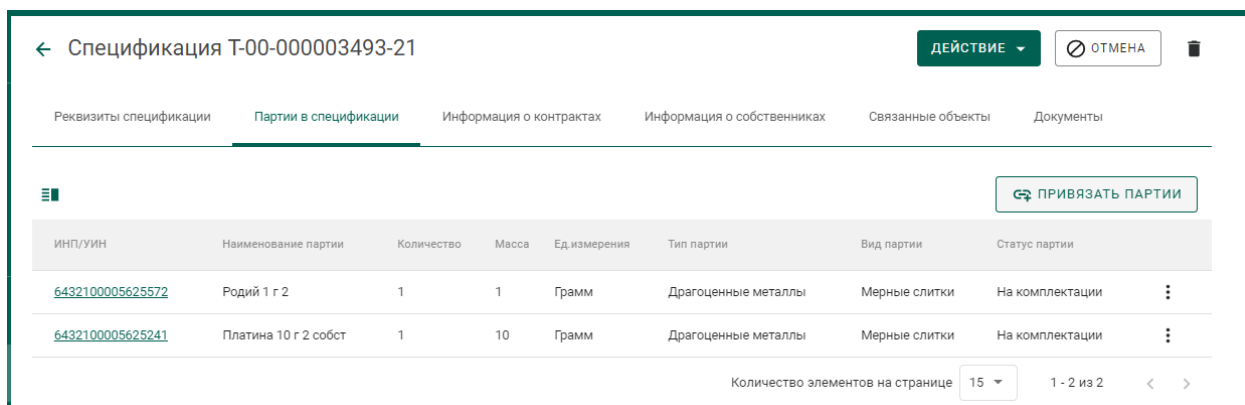 Спецификация Т-00-000003493-21
ДЕЙСТВИЕ
ОТМЕНА
Реквизиты спецификации Партии в спецификации Информация о контрактах Информация о собственниках Связанные объекты Документы
ПРИВЯЗАТЬ ПАРТИИ
ИНП/УИН Наименование партии Количество Масса Ед.измерения Тип партии Вид партии Статус партии
6432100005625572 Родий 1 г 2 1 1 Грамм Драгоценные металлы Мерные слитки На комплектации
6432100005625241 Платина 10 г 2 собст 1 10 Грамм Драгоценные металлы Мерные слитки На комплектации
Количество элементов на странице 15 1 - 2 из 2